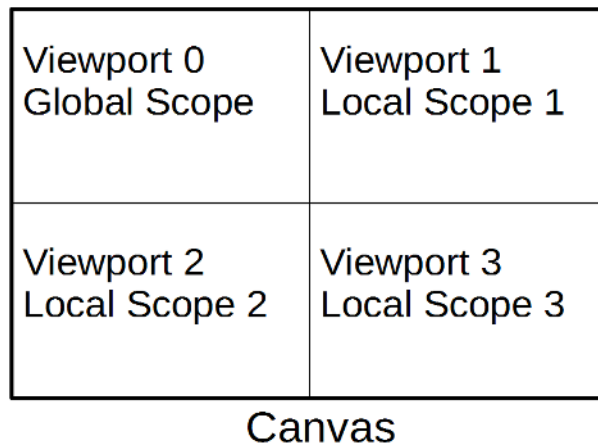 Viewport 0
Global Scope
Viewport 1
Local Scope 1
Viewport 2
Local Scope 2
Viewport 3
Local Scope 3
Canvas